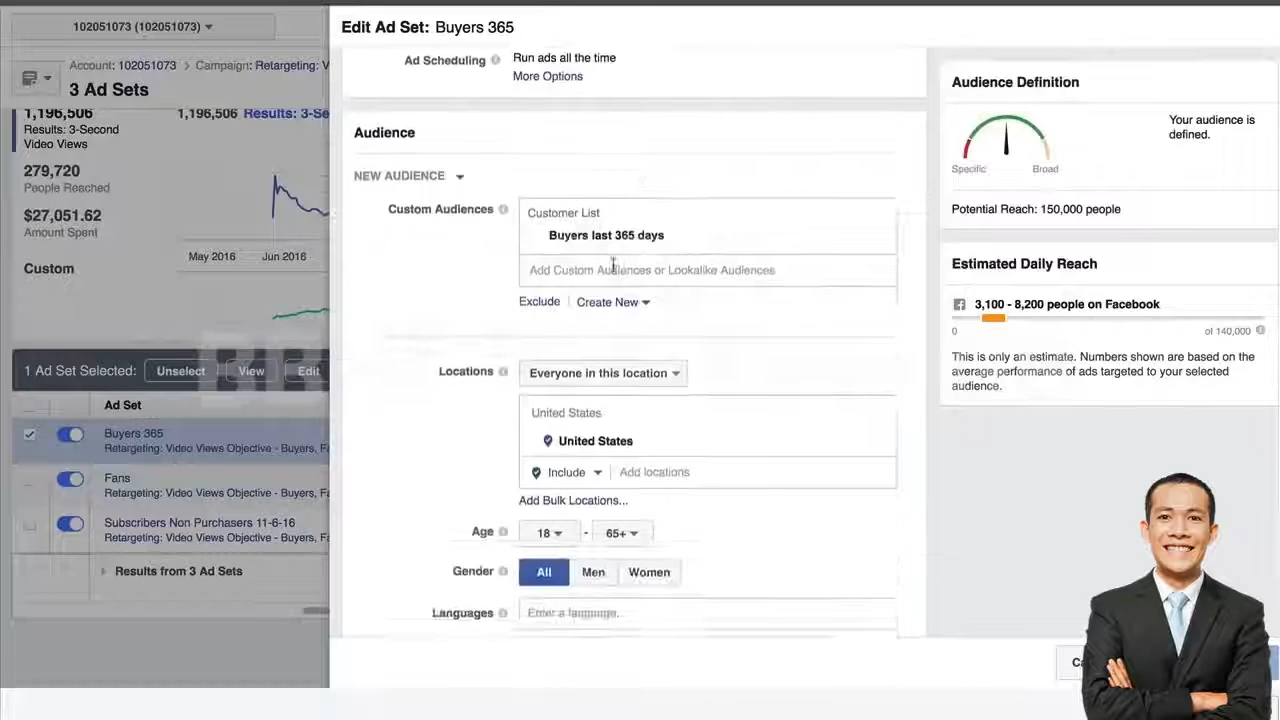 102051073 (102051073)
Account: 102051073 > Campaign: Retargeting: V
3 Ad Sets
1,196,506
Results: 3-Second
Video Views
1,196,506 Results: 3-Se
279,720
People Reached
$27,051.62
Amount Spent
May 2016 Jun 2016
Custom
1 Ad Set Selected: Unselect View Edit
Ad Set
Buyers 365
Retargeting: Video Views Objective - Buyers, Fa
Fans
Retargeting: Video Views Objective - Buyers, F
Subscribers Non Purchasers 11-6-16
Retargeting: Video Views Objective - Buyers, F
Results from 3 Ad Sets
Edit Ad Set: Buyers 365
Ad Scheduling Run ads all the time
More Options
Audience
NEW AUDIENCE
Custom Audiences Customer List
Buyers last 365 days
Add Custom Audiences or Lookalike Audiences
Exclude | Create New
Locations Everyone in this location
United States
United States
Include Add locations
Add Bulk Locations...
Age 18 - 65+
Gender All Men Women
Languages Enter a language.
Audience Definition
Your audience is
defined.
Specific Broad
Potential Reach: 150,000 people
Estimated Daily Reach
3,100 - 8,200 people on Facebook
0 of 140,000
This is only an estimate. Numbers shown are based on the
average performance of ads targeted to your selected
audience.